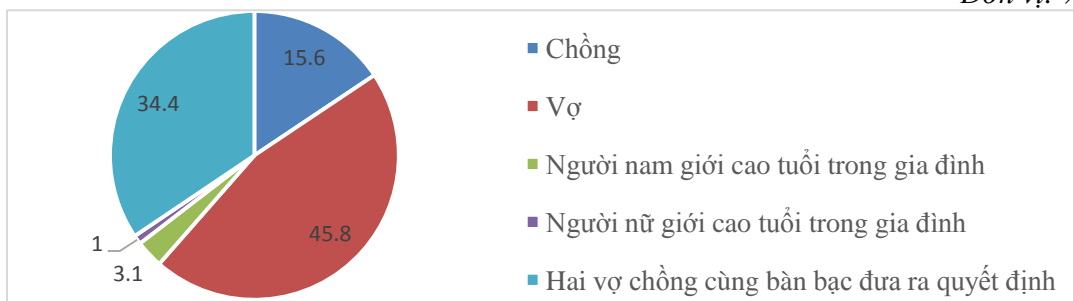 15.6
34.4
45.8
1
3.1
Chồng
Vợ
Người nam giới cao tuổi trong gia đình
Người nữ giới cao tuổi trong gia đình
Hai vợ chồng cùng bàn bạc đưa ra quyết định